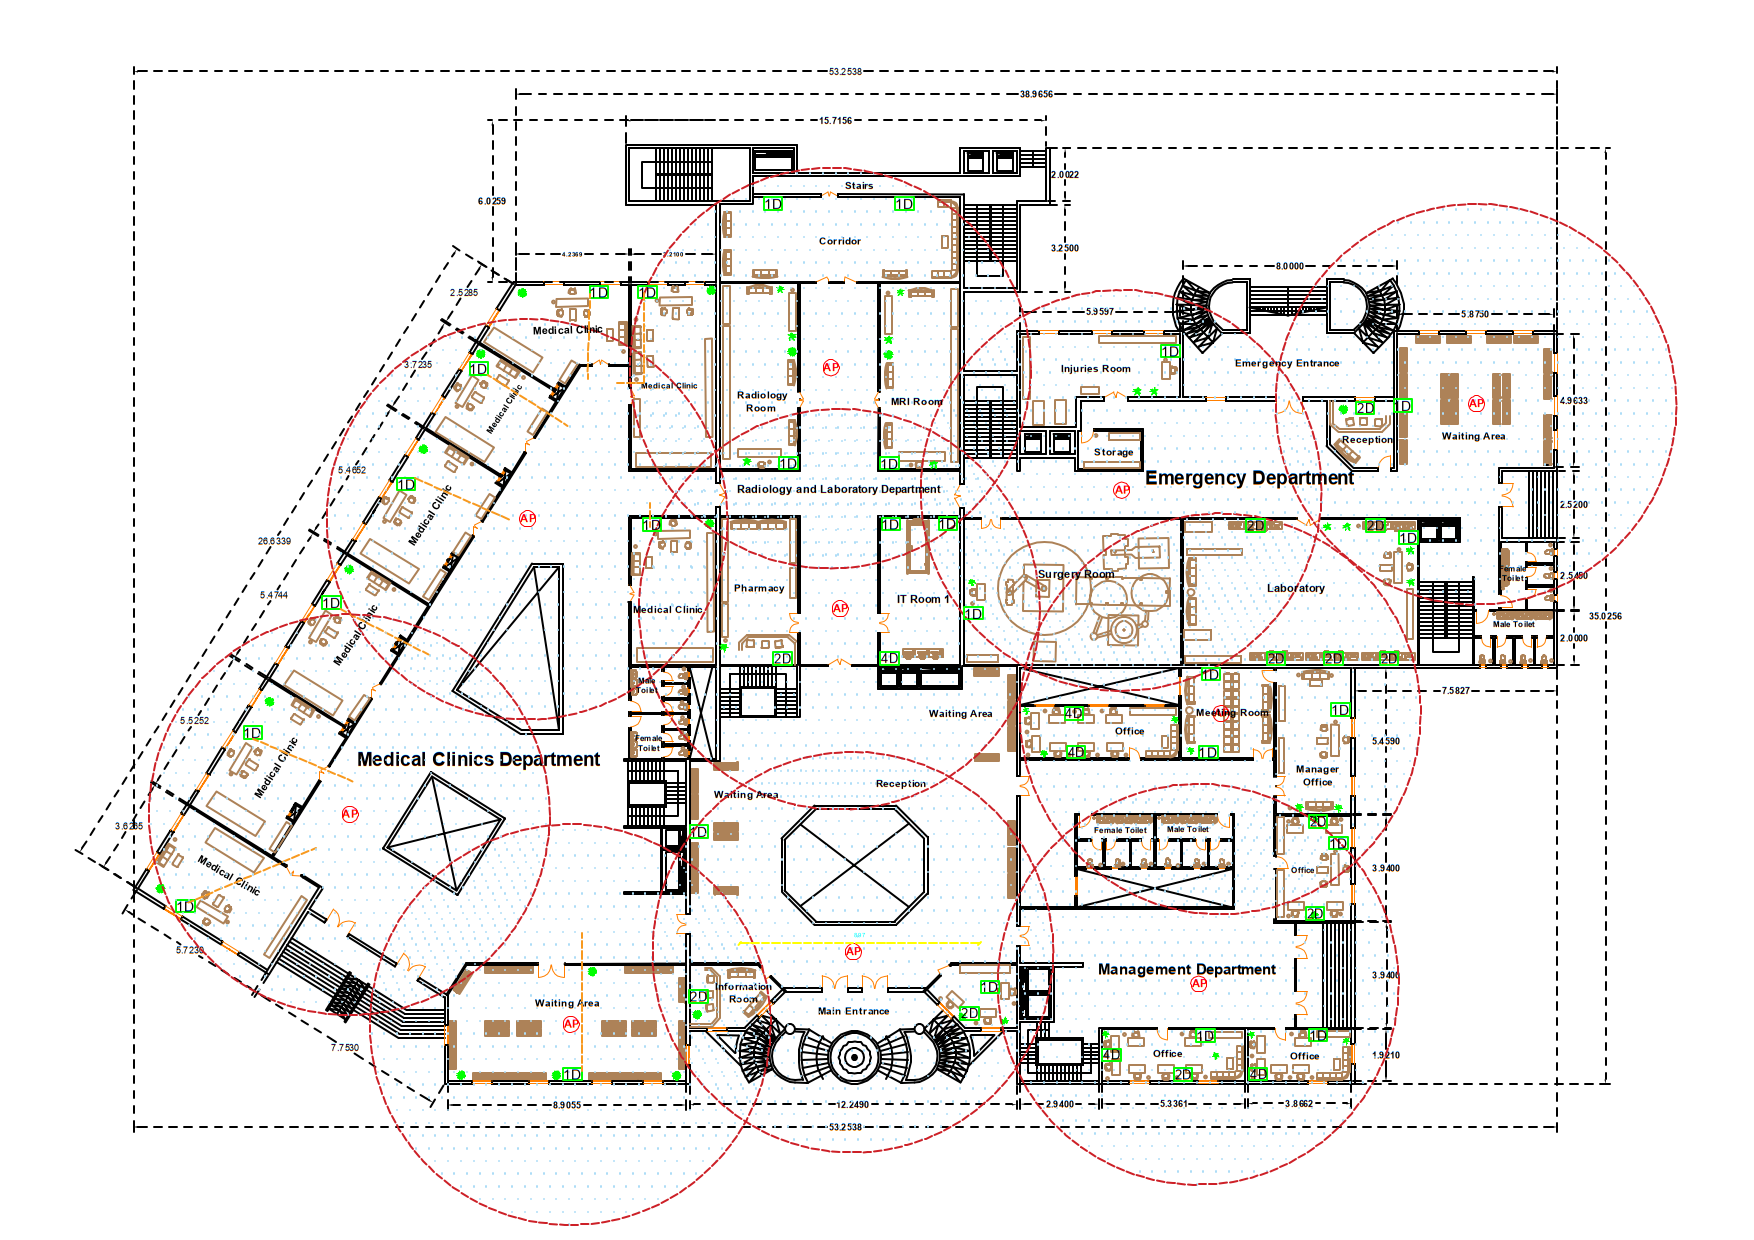 53.2538
38.9656
15.7156
2.0022
Stairs
6.0259
1D
1D
Corridor
3.2500
4.2369
8.0000
2.5285
1D
1D
5.9597
5.8750
Medical Clinic
1D
Emergency Entrance
3.7235
1D
AP
Injuries Room
Medical Clinic
Medical Clinic
Radiology
Room
MRI Room
AP
4.9633
2D
1D
Reception
Waiting Area
Storage
5.4652
1D
1D
1D
Emergency Department
Radiology and Laboratory Department
AP
2.5200
Medical Clinic
AP
1D
1D
1D
2D
2D
1D
26.6339
Surgery Room
Female
Toilet
2.5450
5.4744
Pharmacy
Laboratory
1D
IT Room 1
Medical Clinic
AP
1D
35.0256
Male Toilet
Medical Clinic
2.0000
2D
4D
2D
2D
2D
1D
Male
Toilet
7.5827
5.5252
Waiting Area
4D
Meeting Room
AP
1D
1D
Female
Toilet
Office
4D
1D
5.4590
Medical Clinics Department
Medical Clinic
Manager
Office
Reception
Waiting Area
AP
3.6265
1D
Female Toilet
Male Toilet
2D
1D
Medical Clinic
Office
3.9400
1D
2D
5.7230
AP
Management Department
3.9400
AP
Information
Room
1D
2D
Waiting Area
Main Entrance
2D
AP
1D
1D
7.7530
4D
Office
Office
1.9210
1D
2D
4D
8.9055
12.2490
2.9400
5.3361
3.8662
53.2538